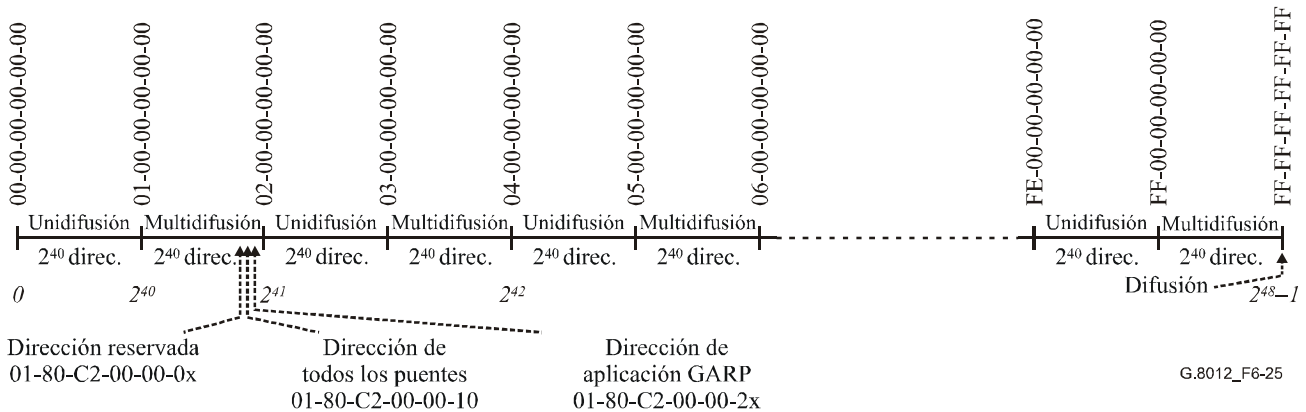 00-00-00-00-00-00
01-00-00-00-00-00
02-00-00-00-00-00
03-00-00-00-00-00
04-00-00-00-00-00
05-00-00-00-00-00
06-00-00-00-00-00
FE-00-00-00-00-00
FF-00-00-00-00-00
FF-FF-FF-FF-FF-FF
Unidifusión Multidifusión Unidifusión Multidifusión Unidifusión Multidifusión Unidifusión Multidifusión
2⁴⁰ direc. 2⁴⁰ direc. 2⁴⁰ direc. 2⁴⁰ direc. 2⁴⁰ direc. 2⁴⁰ direc. 2⁴⁰ direc. 2⁴⁰ direc.
0 2⁴⁰ 2⁴¹ 2⁴² Difusión 2⁴⁸–1
Dirección reservada
01-80-C2-00-00-0x
Dirección de
todos los puentes
01-80-C2-00-00-10
Dirección de
aplicación GARP
01-80-C2-00-00-2x
G.8012_F6-25